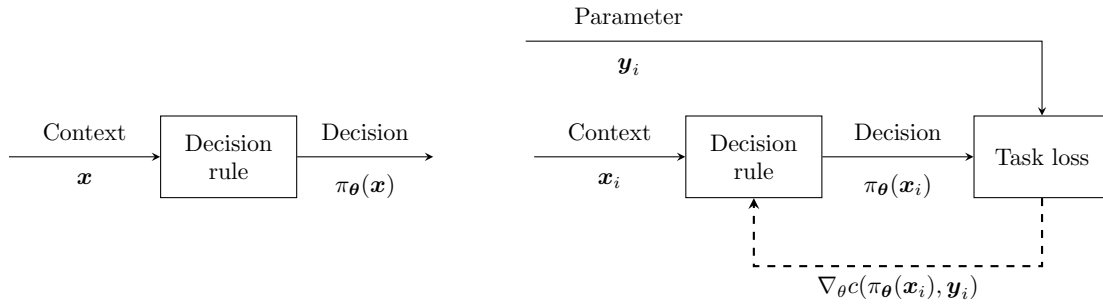 Context
𝒙
Decision
rule
Decision
π_𝜽(𝒙)
Parameter
𝒚_i
Context
𝒙_i
Decision
rule
Decision
π_𝜽(𝒙_i)
Task loss
∇_θ c(π_𝜽(𝒙_i), 𝒚_i)